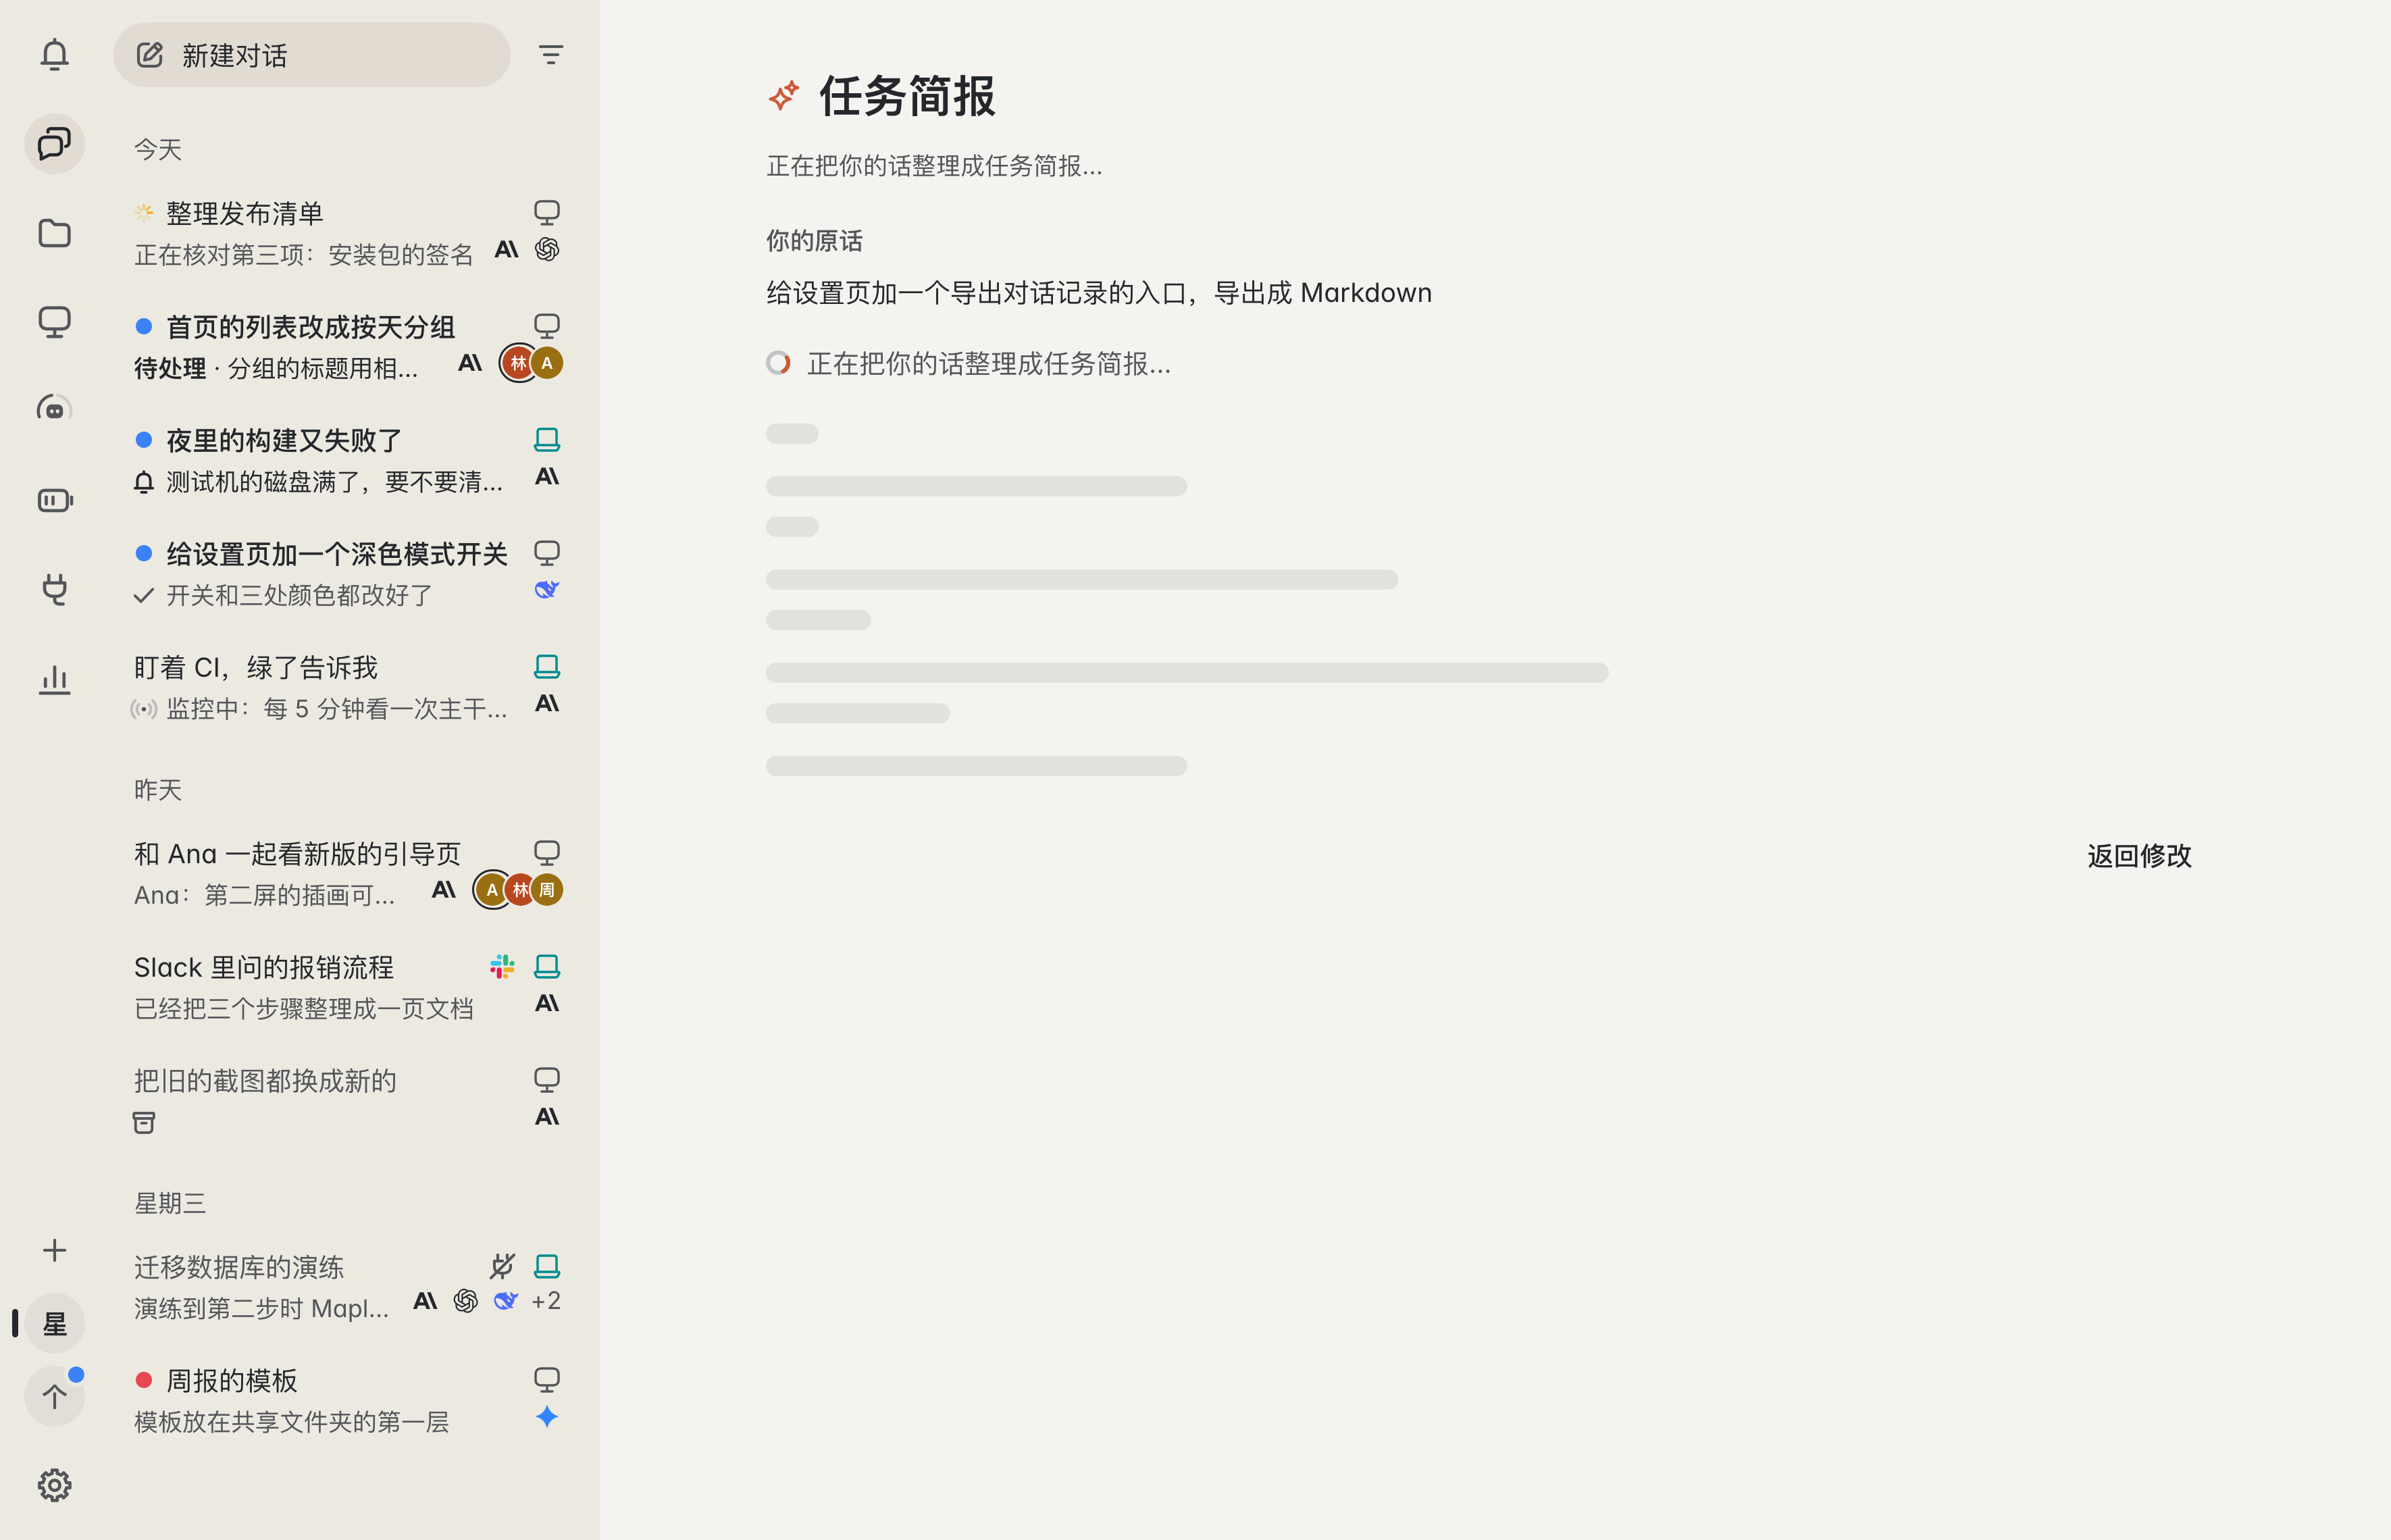 新建对话
今天
整理发布清单
正在核对第三项：安装包的签名
首页的列表改成按天分组
待处理 · 分组的标题用相...
林 A
夜里的构建又失败了
测试机的磁盘满了，要不要清...
给设置页加一个深色模式开关
开关和三处颜色都改好了
盯着 CI，绿了告诉我
监控中：每 5 分钟看一次主干...
昨天
和 Ana 一起看新版的引导页
Ana：第二屏的插画可...
A 林 周
Slack 里问的报销流程
已经把三个步骤整理成一页文档
把旧的截图都换成新的
星期三
迁移数据库的演练
演练到第二步时 Mapl...
+2
周报的模板
模板放在共享文件夹的第一层
星
个
任务简报
正在把你的话整理成任务简报...
你的原话
给设置页加一个导出对话记录的入口，导出成 Markdown
正在把你的话整理成任务简报...
返回修改